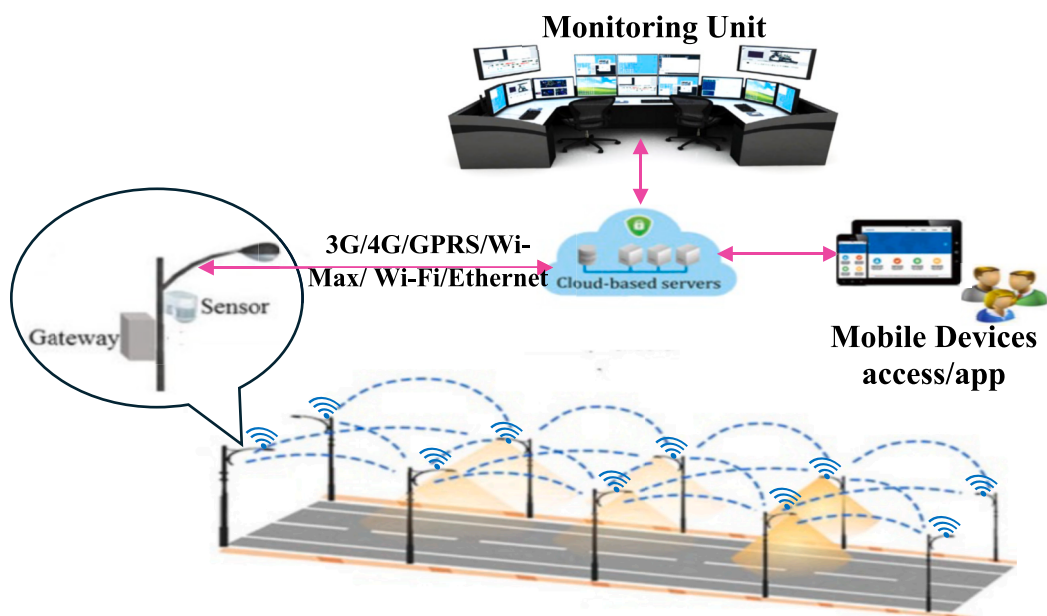 Monitoring Unit
3G/4G/GPRS/Wi-
Max/ Wi-Fi/Ethernet
Cloud-based servers
Sensor
Gateway
Mobile Devices
access/app